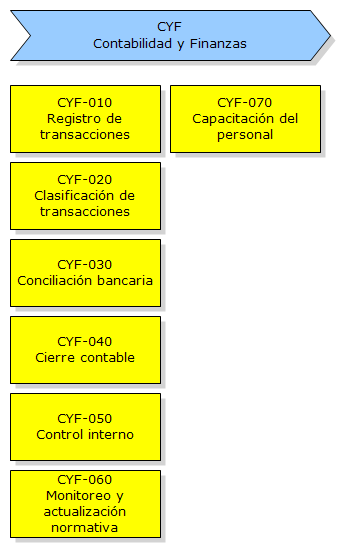 CYF
Contabilidad y Finanzas
CYF-010
Registro de
transacciones
CYF-070
Capacitación del
personal
CYF-020
Clasificación de
transacciones
CYF-030
Conciliación bancaria
CYF-040
Cierre contable
CYF-050
Control interno
CYF-060
Monitoreo y
actualización
normativa